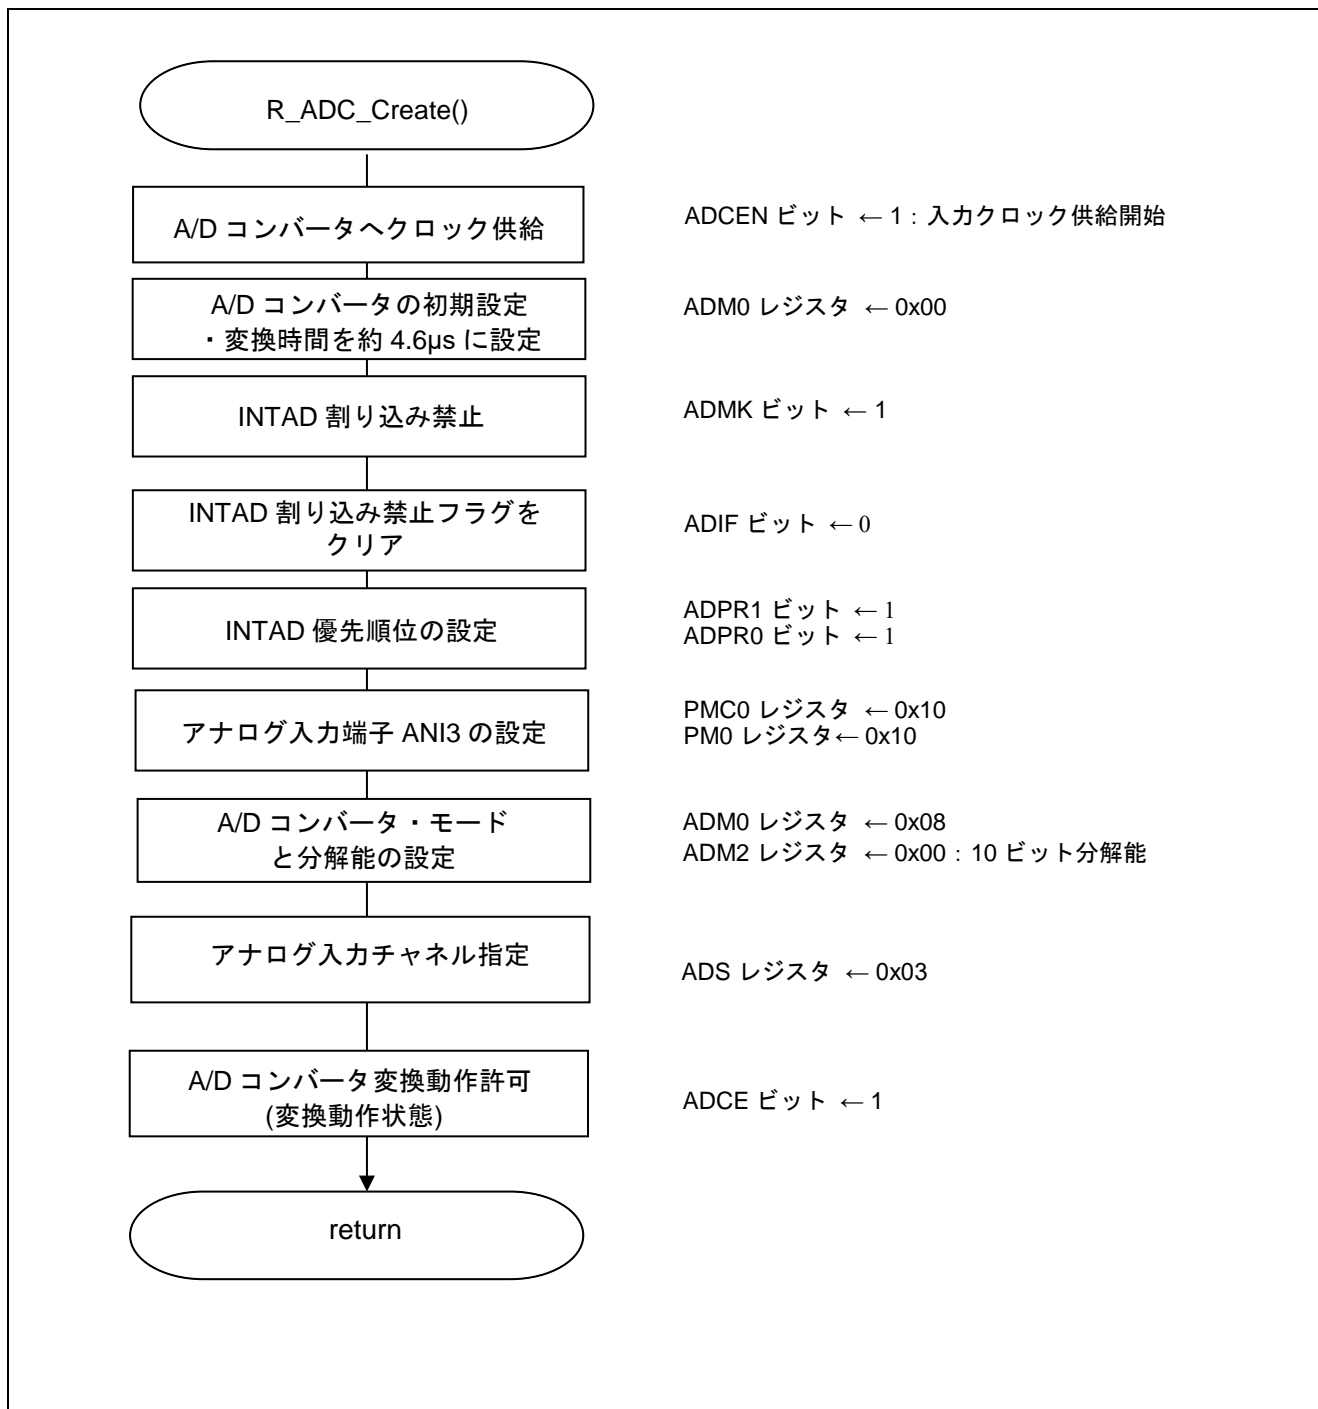 R_ADC_Create()
A/D コンバータへクロック供給
ADCEN ビット ← 1：入力クロック供給開始
A/D コンバータの初期設定
・変換時間を約 4.6μs に設定
ADM0 レジスタ ← 0x00
INTAD 割り込み禁止
ADMK ビット ← 1
INTAD 割り込み禁止フラグを
クリア
ADIF ビット ← 0
INTAD 優先順位の設定
ADPR1 ビット ← 1
ADPR0 ビット ← 1
アナログ入力端子 ANI3 の設定
PMC0 レジスタ ← 0x10
PM0 レジスタ← 0x10
A/D コンバータ・モード
と分解能の設定
ADM0 レジスタ ← 0x08
ADM2 レジスタ ← 0x00：10 ビット分解能
アナログ入力チャネル指定
ADS レジスタ ← 0x03
A/D コンバータ変換動作許可
(変換動作状態)
ADCE ビット ← 1
return